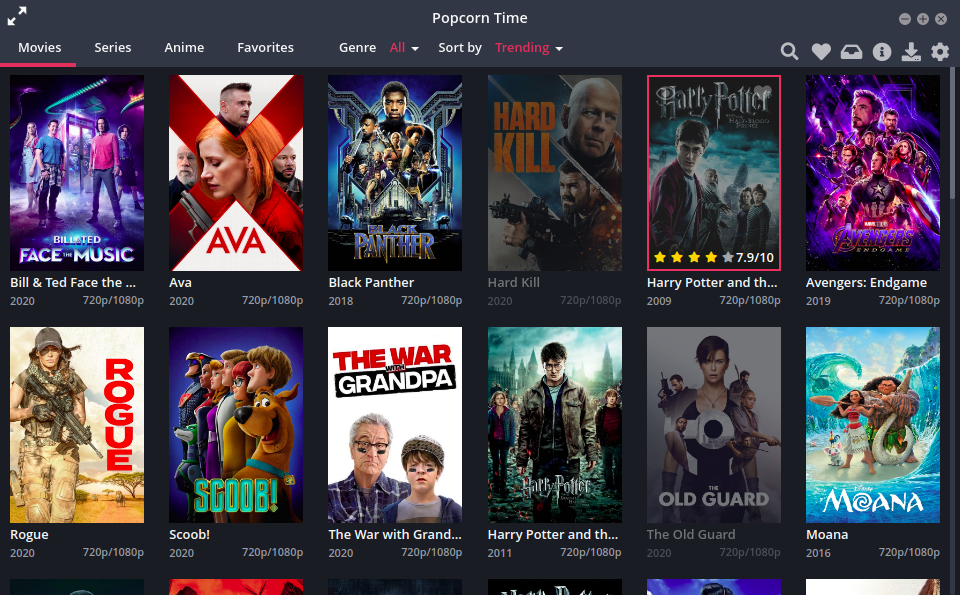 Popcorn Time
Movies Series Anime Favorites Genre All Sort by Trending
BILL & TED
FACE THE MUSIC
AVA
BLACK
PANTHER
HARD
KILL
Harry Potter
AND THE
HALF-BLOOD
PRINCE
7.9/10
AVENGERS
ENDGAME
Bill & Ted Face the ...
2020 720p/1080p
Ava
2020 720p/1080p
Black Panther
2018 720p/1080p
Hard Kill
2020 720p/1080p
Harry Potter and th...
2009 720p/1080p
Avengers: Endgame
2019 720p/1080p
ROGUE
SCOOB!
THE WAR
WITH
GRANDPA
Harry Potter
THE
OLD GUARD
Disney
MOANA
Rogue
2020 720p/1080p
Scoob!
2020 720p/1080p
The War with Grand...
2020 720p/1080p
Harry Potter and th...
2011 720p/1080p
The Old Guard
2020 720p/1080p
Moana
2016 720p/1080p